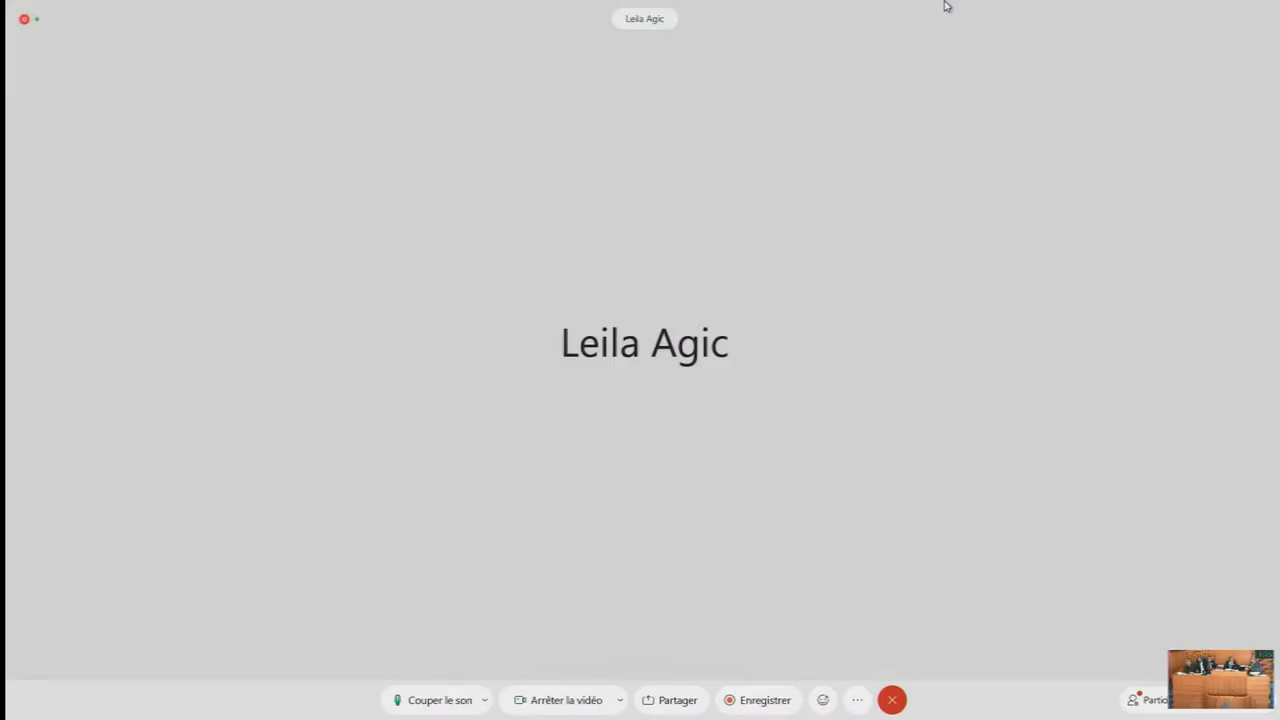 Leila Agic
Leila Agic
Couper le son
Arrêter la vidéo
Partager
Enregistrer